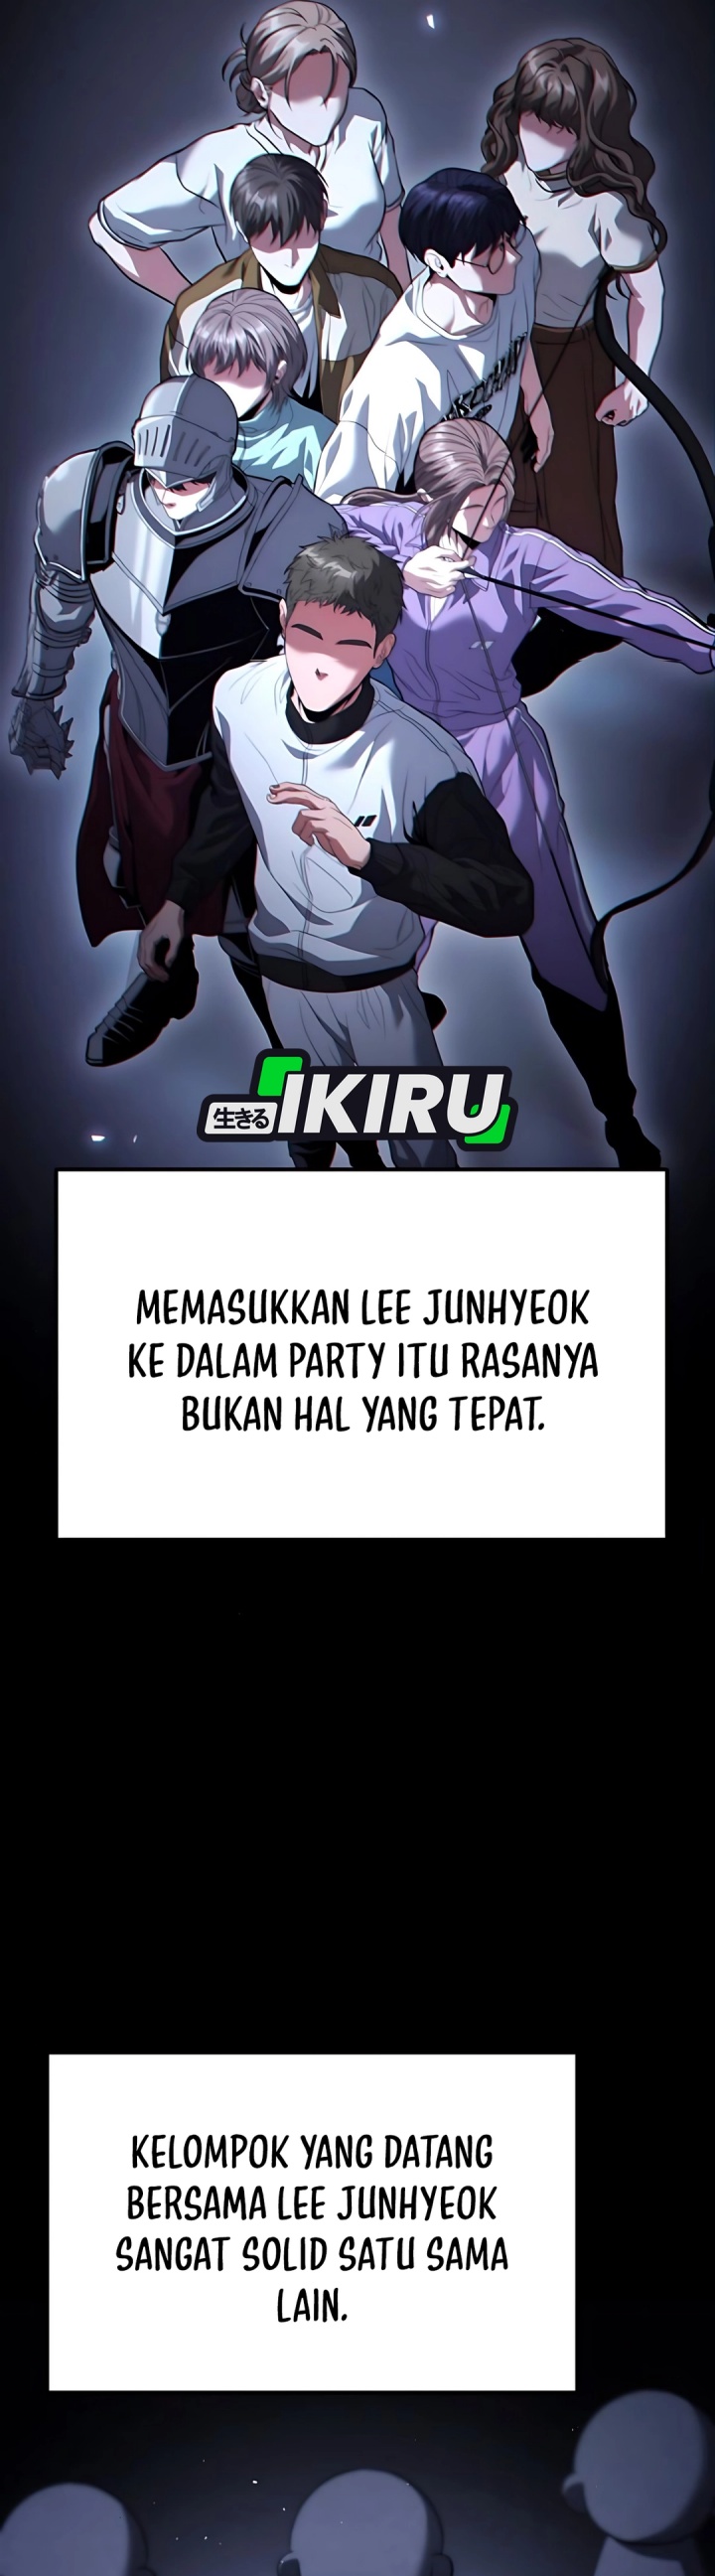 生きる IKIRU
MEMASUKKAN LEE JUNHYEOK
KE DALAM PARTY ITU RASANYA
BUKAN HAL YANG TEPAT.
KELOMPOK YANG DATANG
BERSAMA LEE JUNHYEOK
SANGAT SOLID SATU SAMA
LAIN.